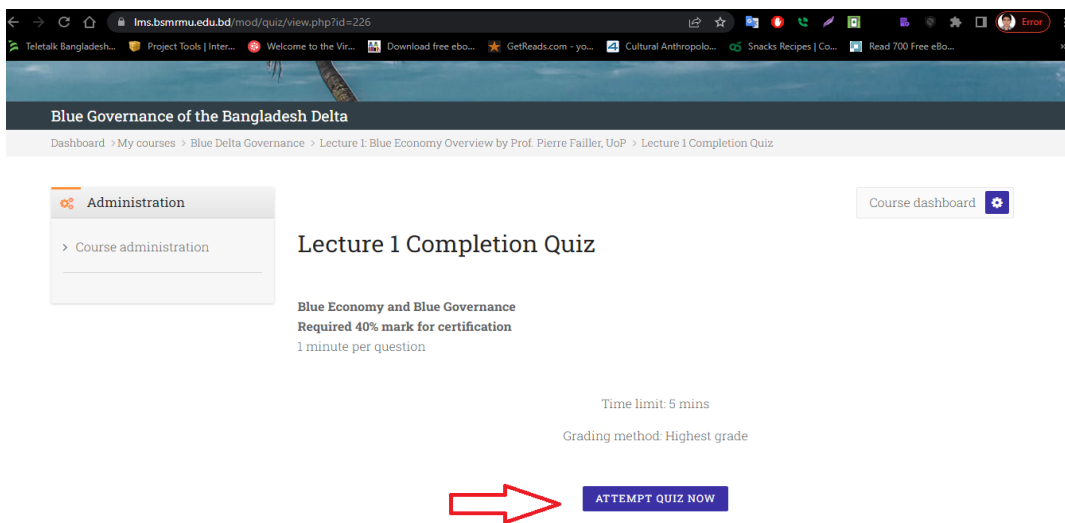 lms.bsmrmu.edu.bd/mod/quiz/view.php?id=226
Error
Teletalk Bangladesh... Project Tools | Inter... Welcome to the Vir... Download free ebo... GetReads.com - yo... Cultural Anthropolo... Snacks Recipes | Co... Read 700 Free eBo...
Blue Governance of the Bangladesh Delta
Dashboard > My courses > Blue Delta Governance > Lecture 1: Blue Economy Overview by Prof. Pierre Failler, UoP > Lecture 1 Completion Quiz
Administration
Course dashboard
> Course administration
Lecture 1 Completion Quiz
Blue Economy and Blue Governance
Required 40% mark for certification
1 minute per question
Time limit: 5 mins
Grading method: Highest grade
ATTEMPT QUIZ NOW